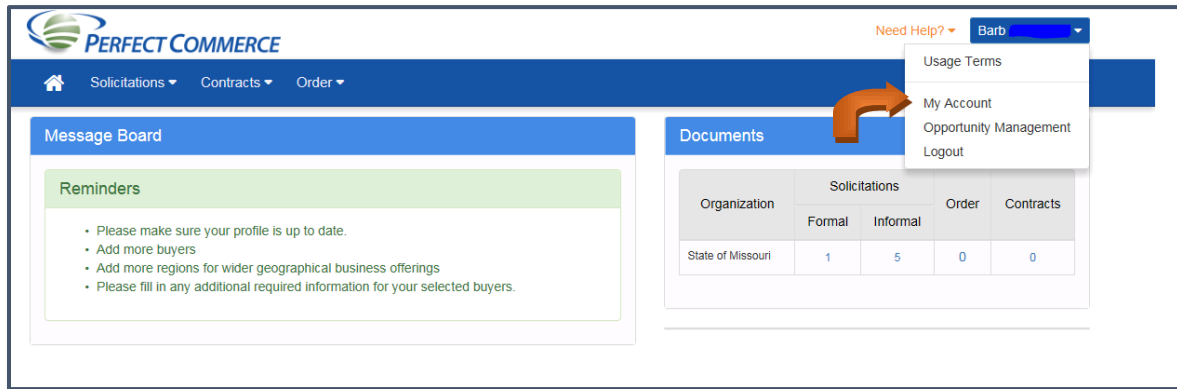 PERFECT COMMERCE
Need Help?
Barb
Usage Terms
My Account
Opportunity Management
Logout
Solicitations Contracts Order
Message Board
Reminders
• Please make sure your profile is up to date.
• Add more buyers
• Add more regions for wider geographical business offerings
• Please fill in any additional required information for your selected buyers.
Documents
Organization Solicitations Order Contracts
Formal Informal
State of Missouri 1 5 0 0